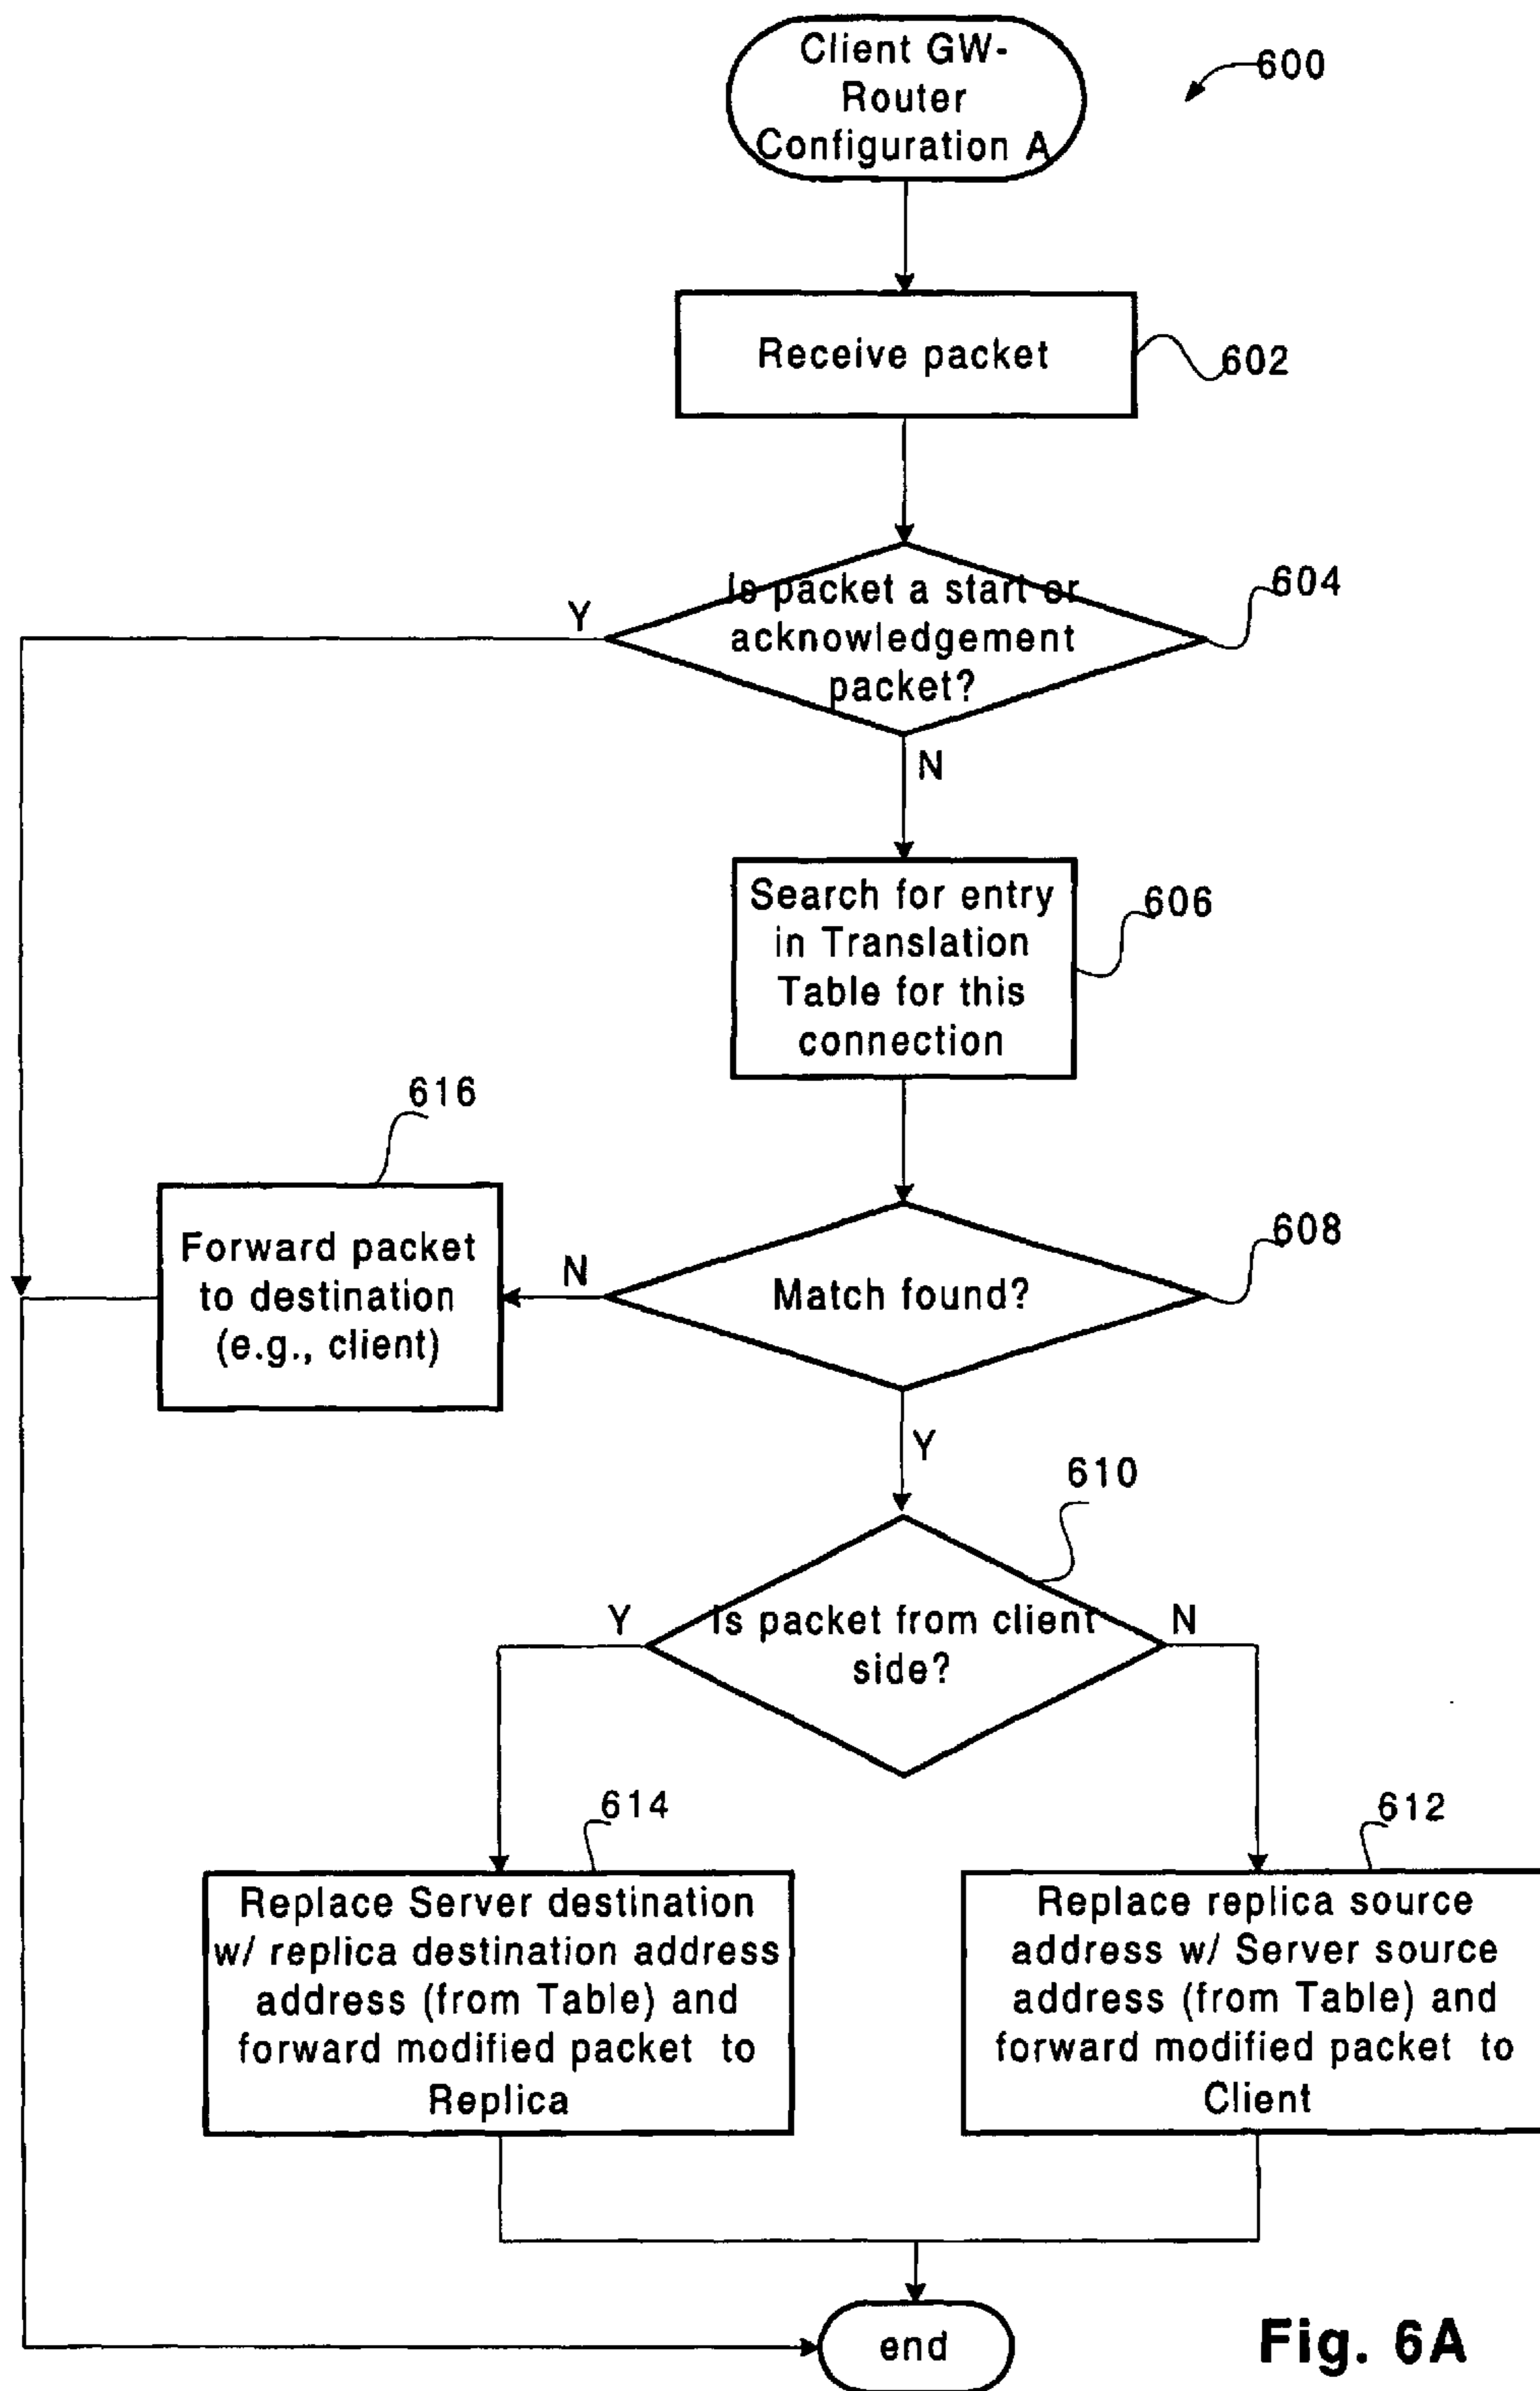 Client GW-
Router
Configuration A
600
Receive packet
602
Is packet a start or
acknowledgement
packet?
604
Y
N
Search for entry
in Translation
Table for this
connection
606
616
Forward packet
to destination
(e.g., client)
N
Match found?
608
Y
610
Y
Is packet from client
side?
N
614
612
Replace Server destination
w/ replica destination address
address (from Table) and
forward modified packet to
Replica
Replace replica source
address w/ Server source
address (from Table) and
forward modified packet to
Client
end
Fig. 6A